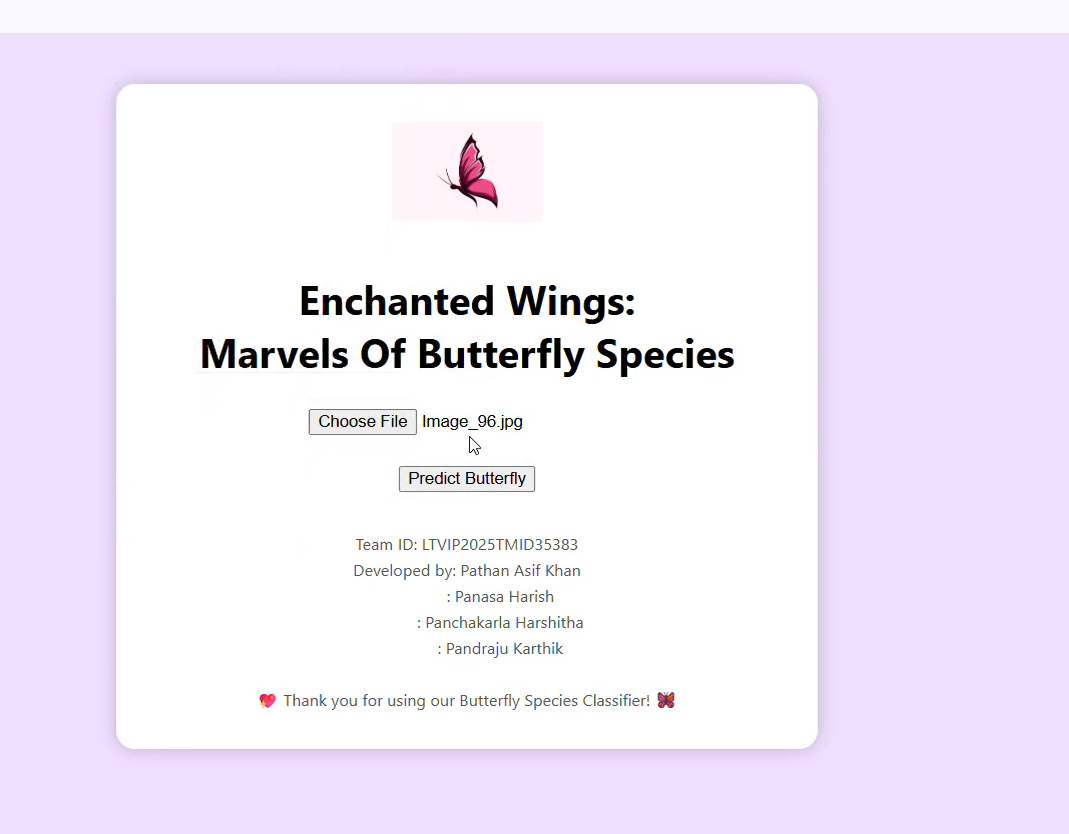 Enchanted Wings:
Marvels Of Butterfly Species
Choose File Image_96.jpg
Predict Butterfly
Team ID: LTVIP2025TMID35383
Developed by: Pathan Asif Khan
: Panasa Harish
: Panchakarla Harshitha
: Pandraju Karthik
💖 Thank you for using our Butterfly Species Classifier! 🦋